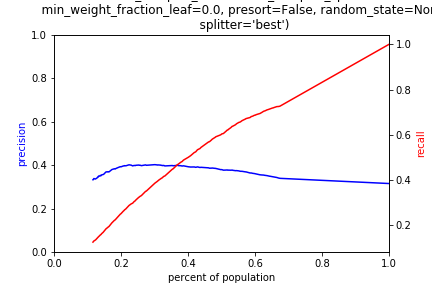 min_weight_fraction_leaf=0.0, presort=False, random_state=Nor
splitter='best')
1.0
0.8
0.6
0.4
0.2
0.0
precision
1.0
0.8
0.6
0.4
0.2
recall
0.0 0.2 0.4 0.6 0.8 1.0
percent of population